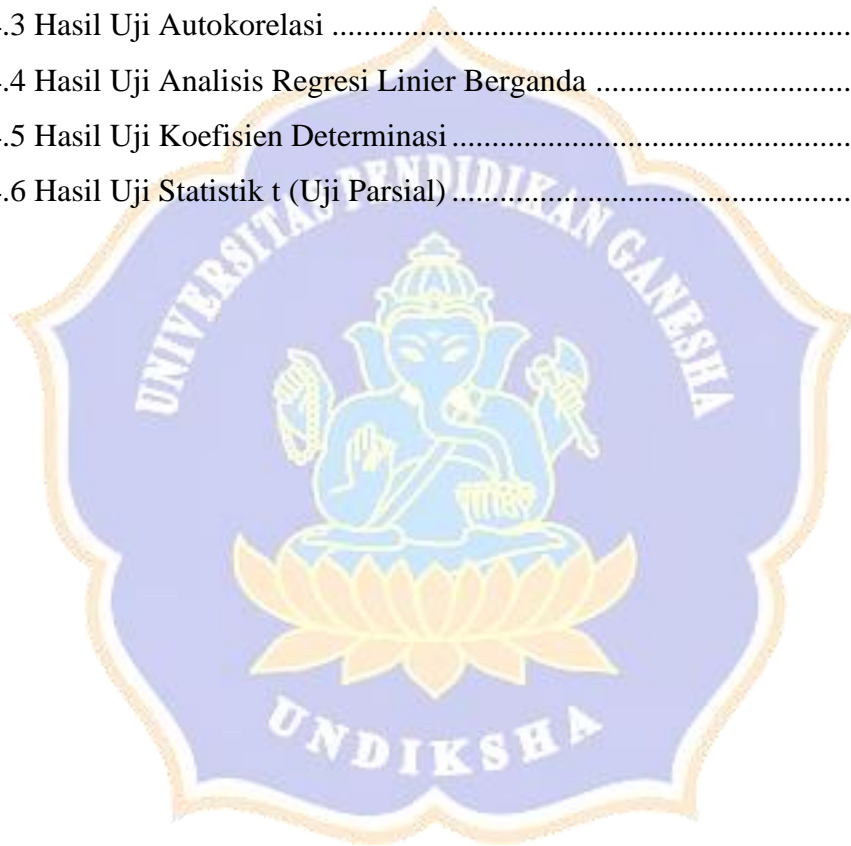 .3 Hasil Uji Autokorelasi ..........................................................................
.4 Hasil Uji Analisis Regresi Linier Berganda ....................................
.5 Hasil Uji Koefisien Determinasi .......................................................
.6 Hasil Uji Statistik t (Uji Parsial) .......................................................
UNIVERSITAS PENDIDIKAN GANESHA
UNDIKSHA